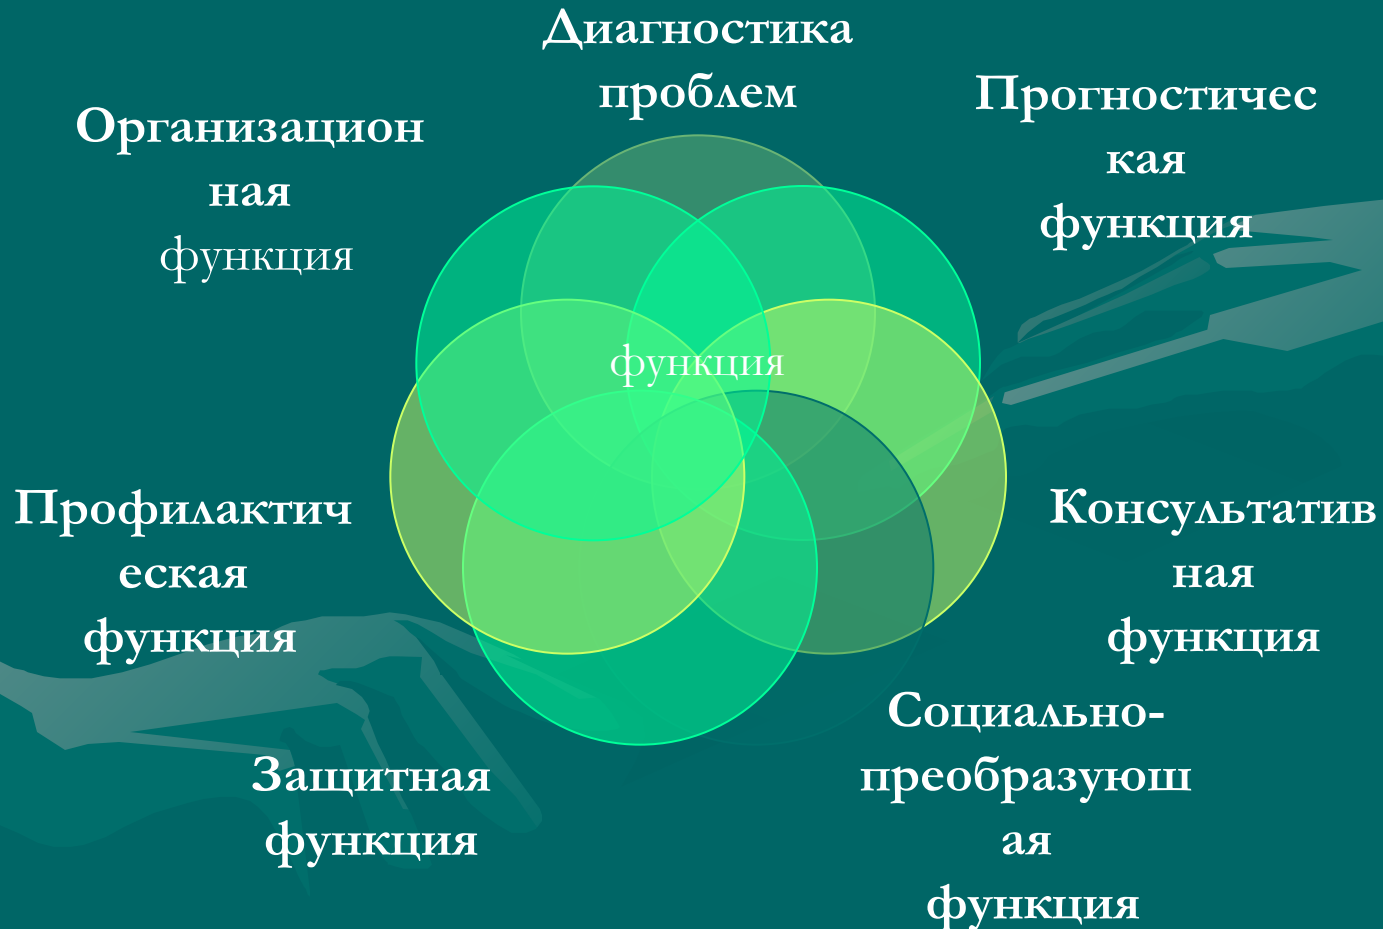 Диагностика
проблем
Прогностичес
кая
функция
Организацион
ная
функция
функция
Профилактич
еская
функция
Консультатив
ная
функция
Социально-
преобразующ
ая
функция
Защитная
функция